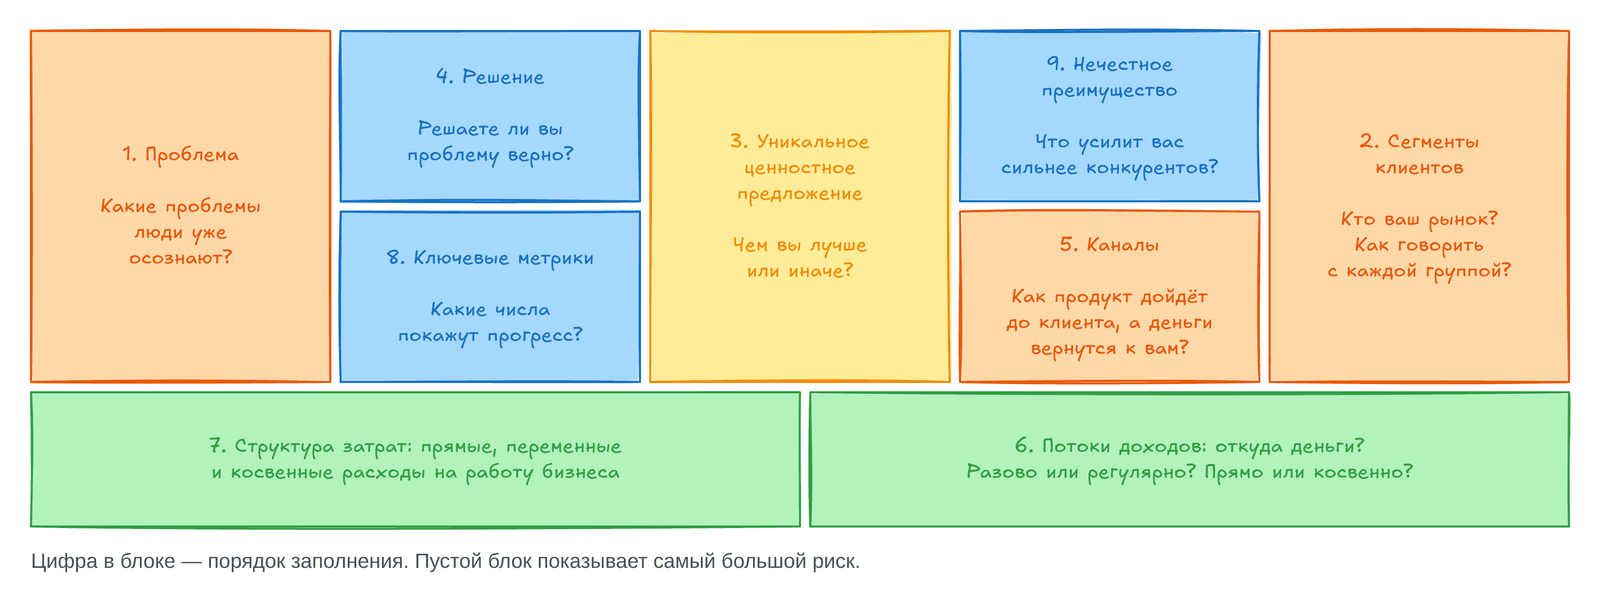 1. Проблема
Какие проблемы
люди уже
осознают?
4. Решение
Решаете ли вы
проблему верно?
8. Ключевые метрики
Какие числа
покажут прогресс?
3. Уникальное
ценностное
предложение
Чем вы лучше
или иначе?
9. Нечестное
преимущество
Что усилит вас
сильнее конкурентов?
5. Каналы
Как продукт дойдёт
до клиента, а деньги
вернутся к вам?
2. Сегменты
клиентов
Кто ваш рынок?
Как говорить
с каждой группой?
7. Структура затрат: прямые, переменные
и косвенные расходы на работу бизнеса
6. Потоки доходов: откуда деньги?
Разово или регулярно? Прямо или косвенно?
Цифра в блоке — порядок заполнения. Пустой блок показывает самый большой риск.